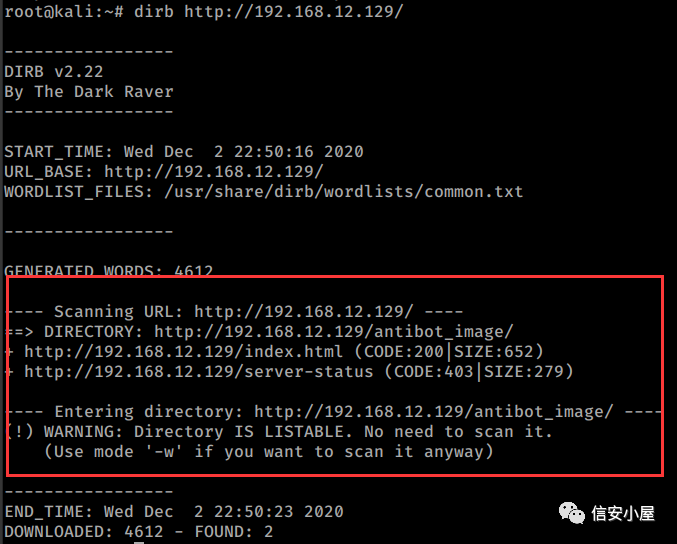 root@kali:~# dirb http://192.168.12.129/
-----------------
DIRB v2.22
By The Dark Raver
-----------------
START_TIME: Wed Dec  2 22:50:16 2020
URL_BASE: http://192.168.12.129/
WORDLIST_FILES: /usr/share/dirb/wordlists/common.txt
-----------------
GENERATED WORDS: 4612
---- Scanning URL: http://192.168.12.129/ ----
==> DIRECTORY: http://192.168.12.129/antibot_image/
+ http://192.168.12.129/index.html (CODE:200|SIZE:652)
+ http://192.168.12.129/server-status (CODE:403|SIZE:279)
---- Entering directory: http://192.168.12.129/antibot_image/ ----
(!) WARNING: Directory IS LISTABLE. No need to scan it.
    (Use mode '-w' if you want to scan it anyway)
-----------------
END_TIME: Wed Dec  2 22:50:23 2020
DOWNLOADED: 4612 - FOUND: 2
信安小屋